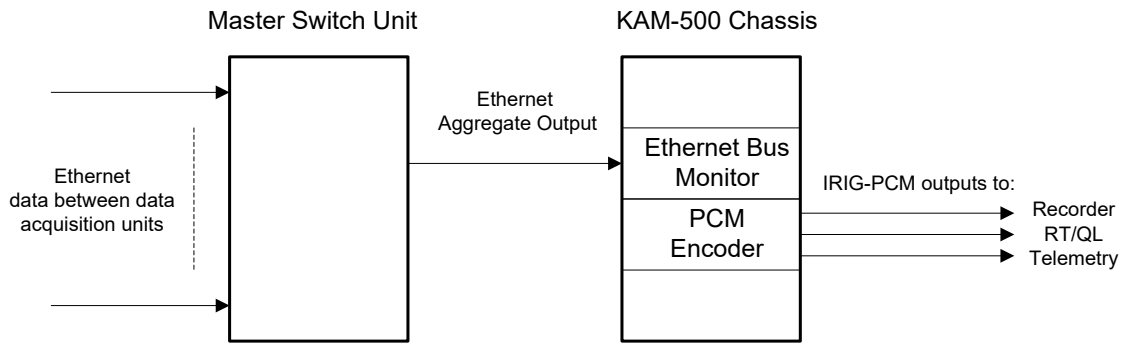 Master Switch Unit
KAM-500 Chassis
Ethernet
Aggregate Output
Ethernet
data between data
acquisition units
Ethernet Bus
Monitor
PCM
Encoder
IRIG-PCM outputs to:
Recorder
RT/QL
Telemetry